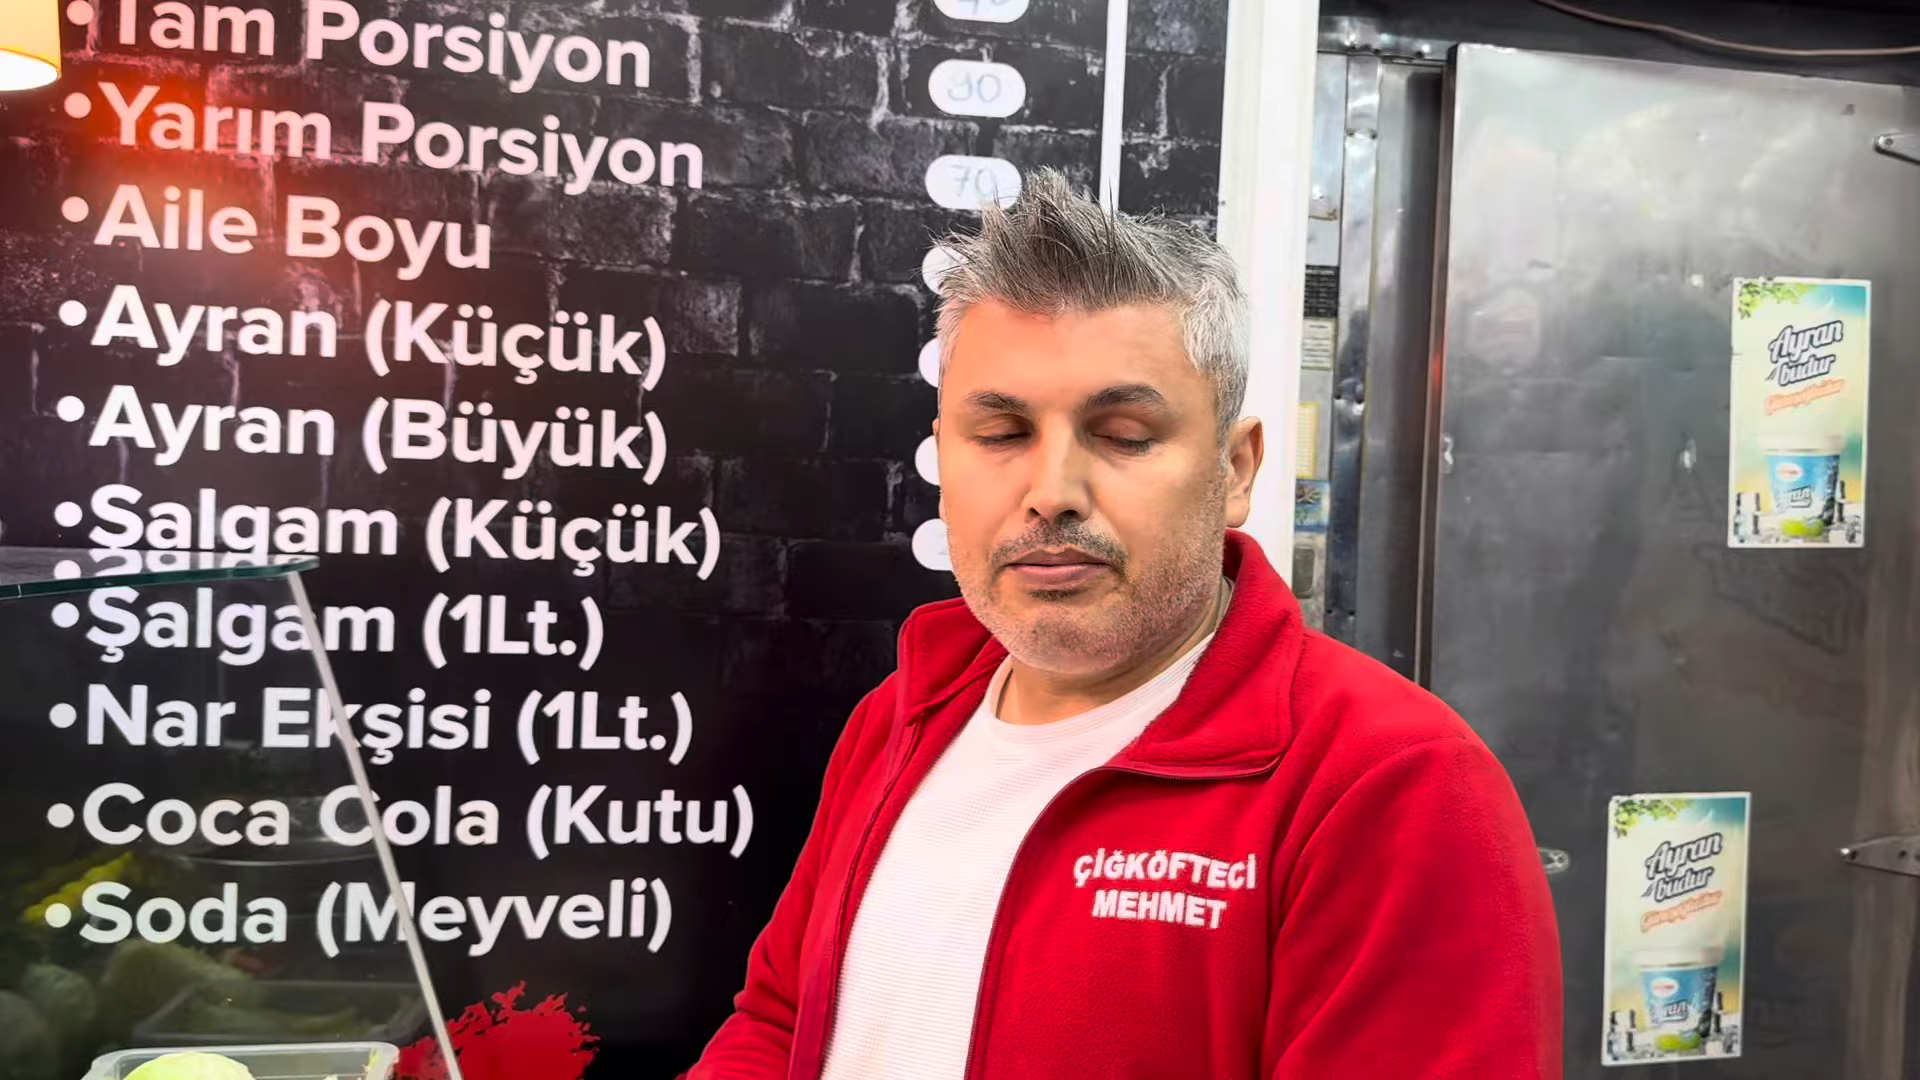 •Tam Porsiyon
•Yarım Porsiyon
90
•Aile Boyu
70
•Ayran (Küçük)
•Ayran (Büyük)
•Şalgam (Küçük)
•Şalgam (1Lt.)
•Nar Ekşisi (1Lt.)
•Coca Cola (Kutu)
•Soda (Meyveli)
ÇİĞKÖFTECİ
MEHMET
Ayran
budur
Ayran
budur